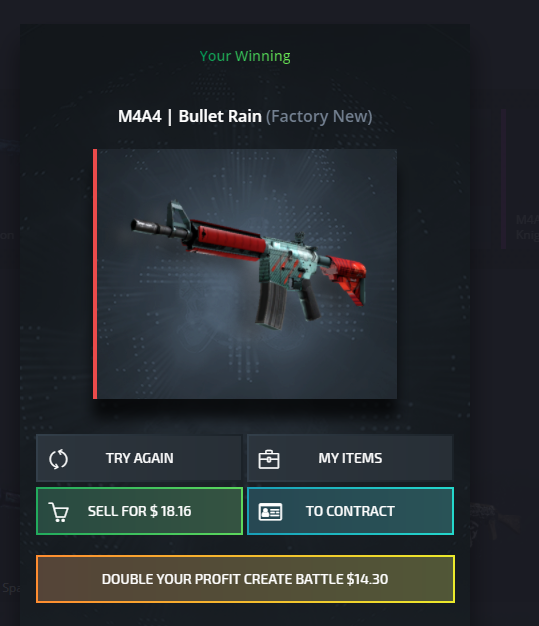 Your Winning
M4A4 | Bullet Rain (Factory New)
TRY AGAIN
MY ITEMS
SELL FOR $ 18.16
TO CONTRACT
DOUBLE YOUR PROFIT CREATE BATTLE $14.30